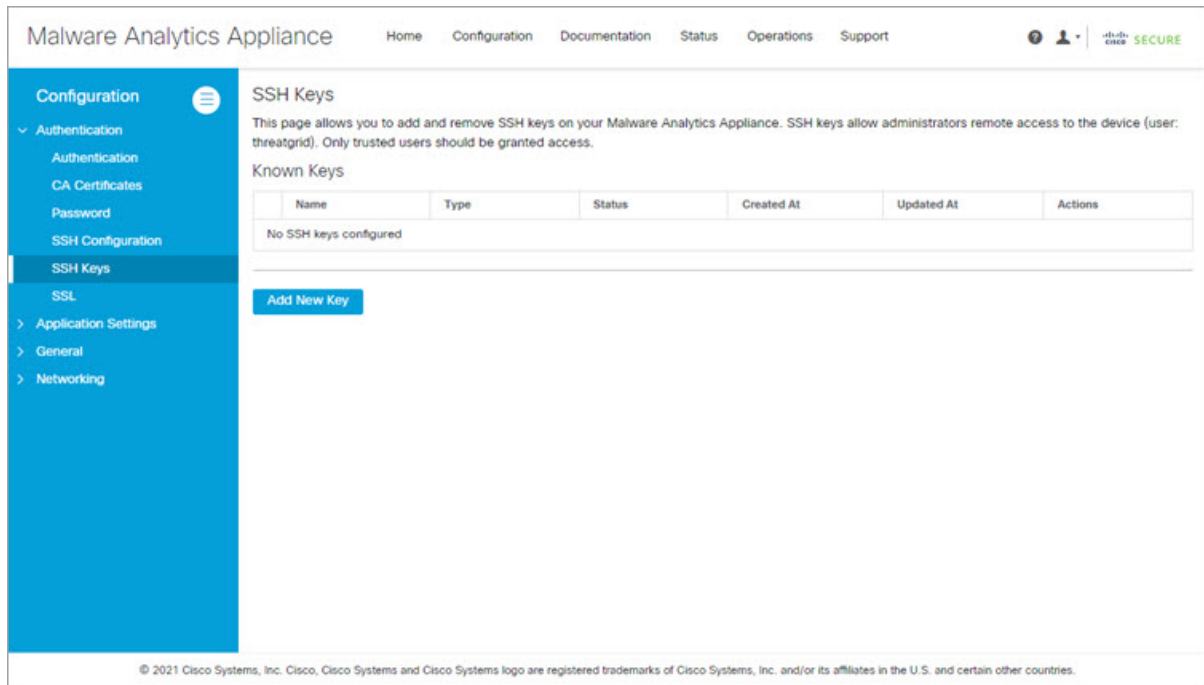 Malware Analytics Appliance
Home Configuration Documentation Status Operations Support
CISCO SECURE
Configuration
Authentication
Authentication
CA Certificates
Password
SSH Configuration
SSH Keys
SSL
Application Settings
General
Networking
SSH Keys
This page allows you to add and remove SSH keys on your Malware Analytics Appliance. SSH keys allow administrators remote access to the device (user:
threatgrid). Only trusted users should be granted access.
Known Keys
Name Type Status Created At Updated At Actions
No SSH keys configured
Add New Key
© 2021 Cisco Systems, Inc. Cisco, Cisco Systems and Cisco Systems logo are registered trademarks of Cisco Systems, Inc. and/or its affiliates in the U.S. and certain other countries.